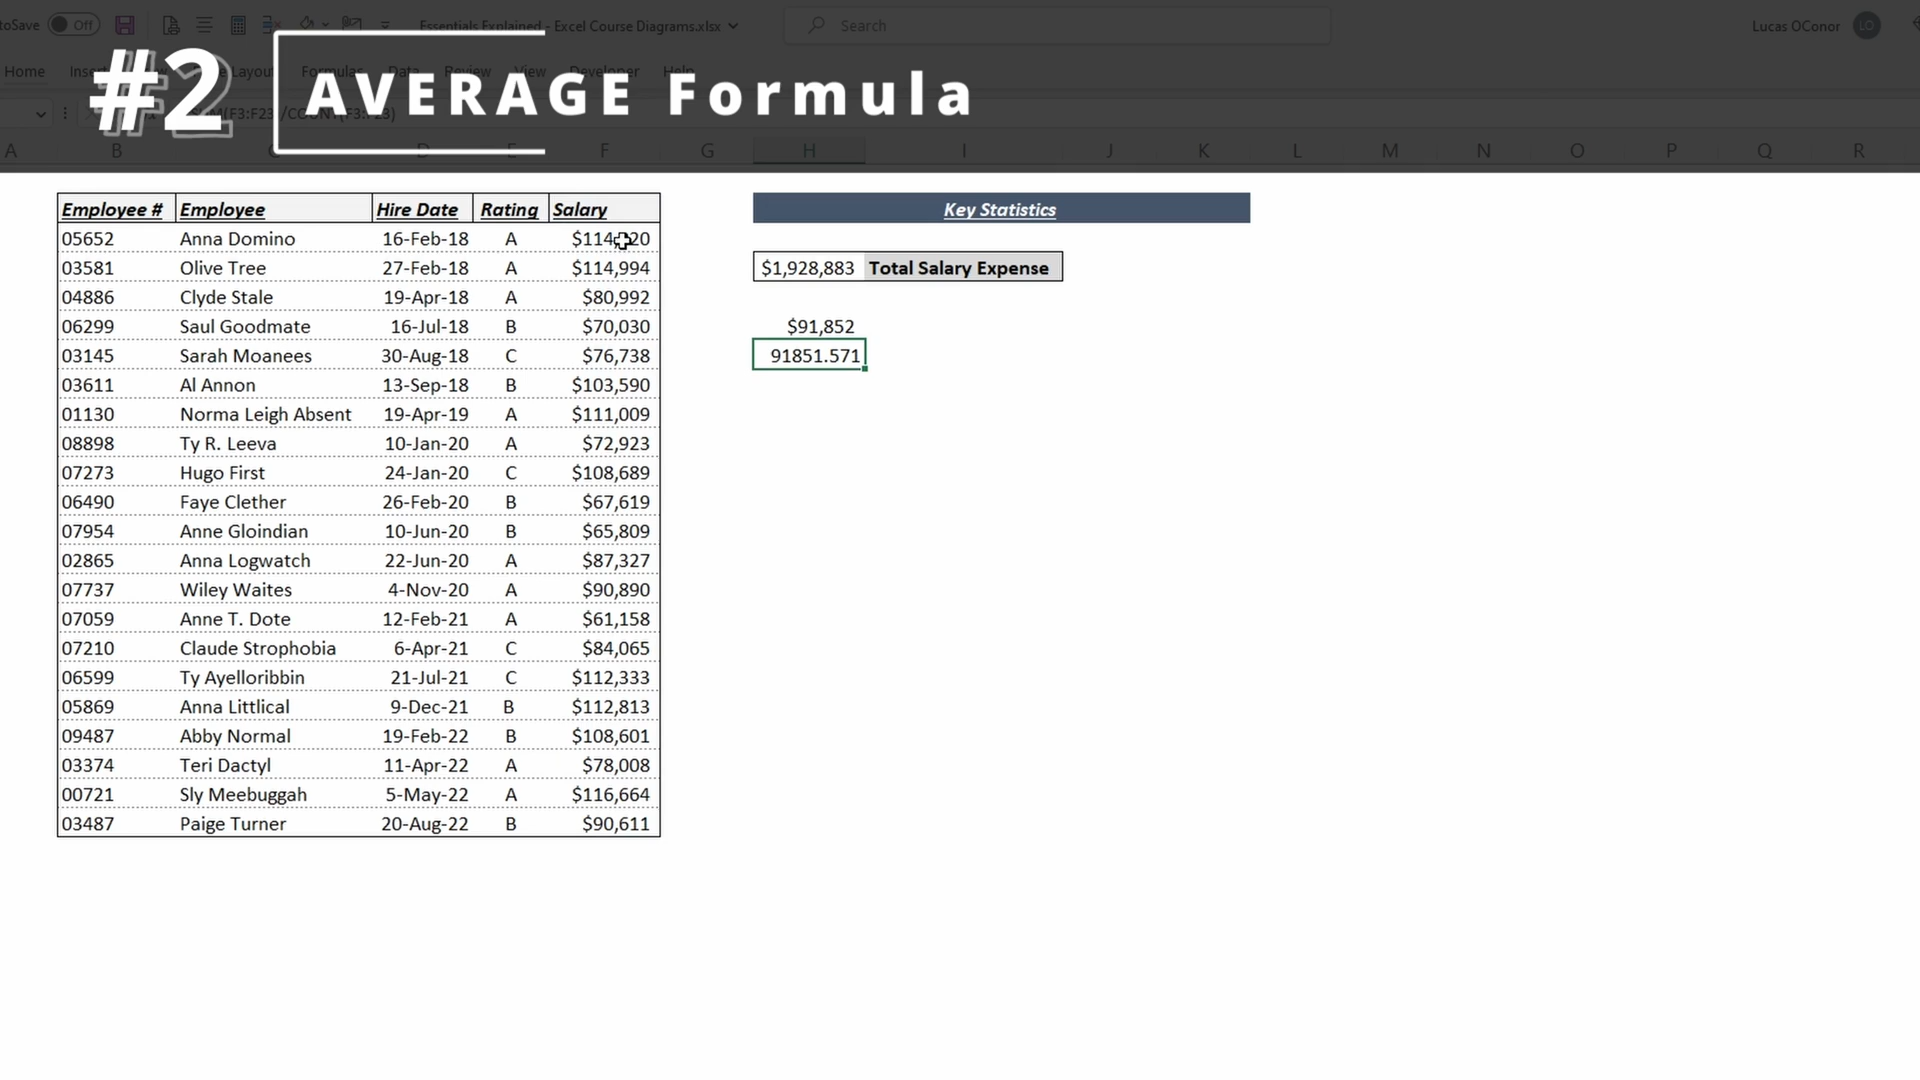 toSave Off Essentials Explained - Excel Course Diagrams.xlsx Search Lucas OConor LO
Home Layout Formulas Data Review View Developer Help
#2 AVERAGE Formula
A B C D E F G H I J K L M N O P Q R
Employee # Employee Hire Date Rating Salary
Key Statistics
05652 Anna Domino 16-Feb-18 A
03581 Olive Tree 27-Feb-18 A $114,994
$1,928,883 Total Salary Expense
04886 Clyde Stale 19-Apr-18 A $80,992
06299 Saul Goodmate 16-Jul-18 B $70,030
$91,852
03145 Sarah Moanees 30-Aug-18 C $76,738
91851.571
03611 Al Annon 13-Sep-18 B $103,590
01130 Norma Leigh Absent 19-Apr-19 A $111,009
08898 Ty R. Leeva 10-Jan-20 A $72,923
07273 Hugo First 24-Jan-20 C $108,689
06490 Faye Clether 26-Feb-20 B $67,619
07954 Anne Gloindian 10-Jun-20 B $65,809
02865 Anna Logwatch 22-Jun-20 A $87,327
07737 Wiley Waites 4-Nov-20 A $90,890
07059 Anne T. Dote 12-Feb-21 A $61,158
07210 Claude Strophobia 6-Apr-21 C $84,065
06599 Ty Ayelloribbin 21-Jul-21 C $112,333
05869 Anna Littlical 9-Dec-21 B $112,813
09487 Abby Normal 19-Feb-22 B $108,601
03374 Teri Dactyl 11-Apr-22 A $78,008
00721 Sly Meebuggah 5-May-22 A $116,664
03487 Paige Turner 20-Aug-22 B $90,611